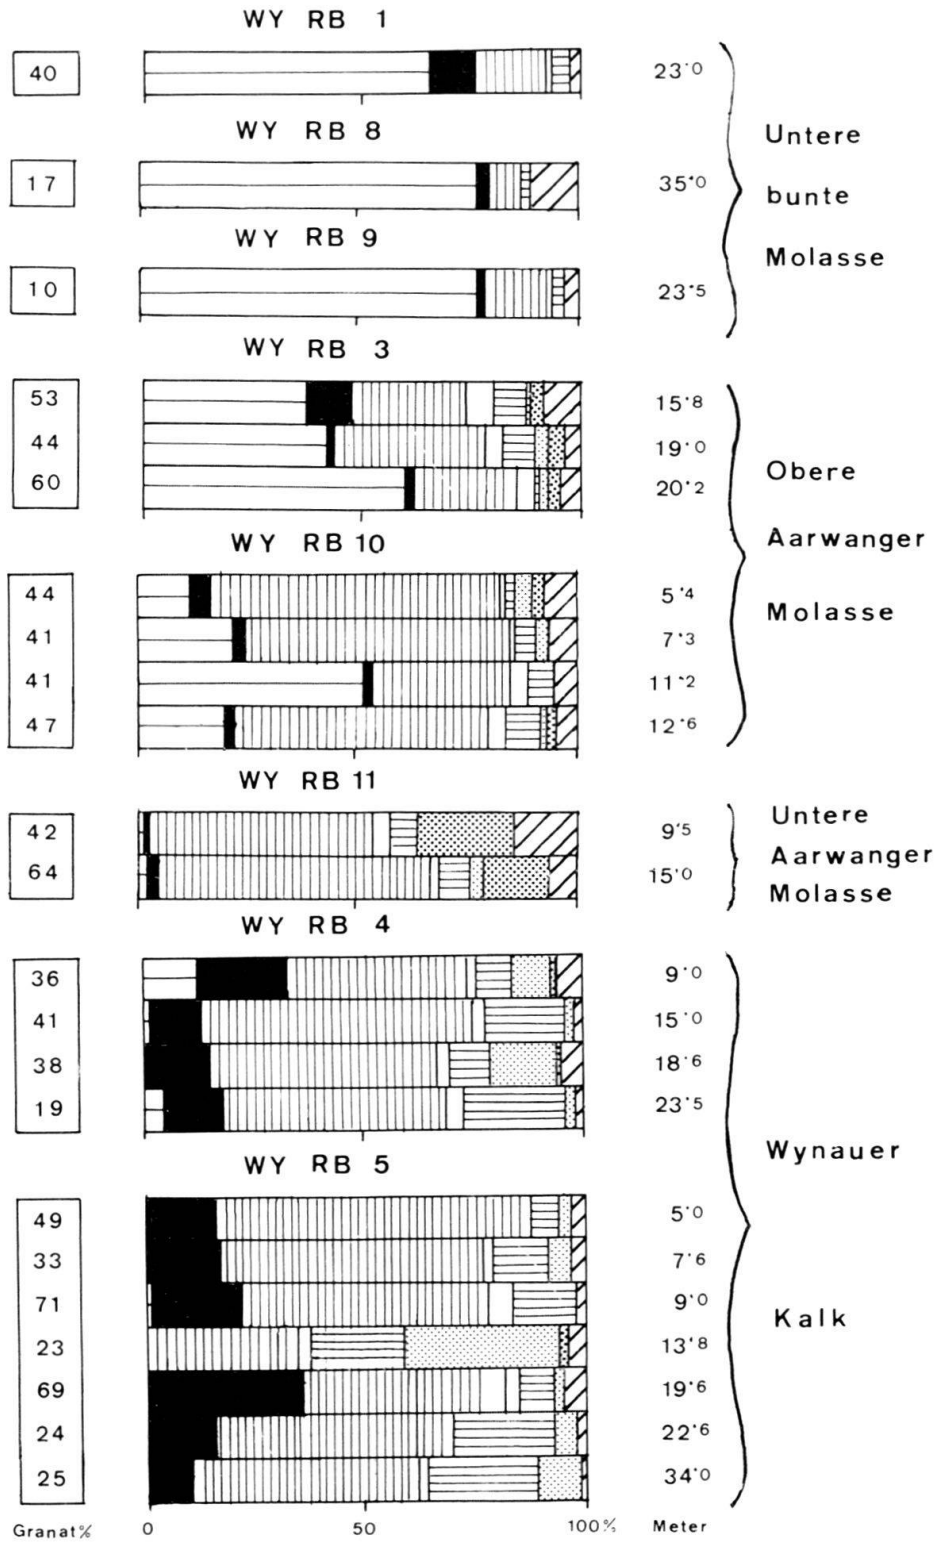 WY RB 1
40 23·0
WY RB 8
17 35·0
WY RB 9
10 23·5
Untere
bunte
Molasse
WY RB 3
53 15·8
44 19·0
60 20·2
WY RB 10
44 5·4
41 7·3
41 11·2
47 12·6
Obere
Aarwanger
Molasse
WY RB 11
42 9·5
64 15·0
Untere
Aarwanger
Molasse
WY RB 4
36 9·0
41 15·0
38 18·6
19 23·5
WY RB 5
49 5·0
33 7·6
71 9·0
23 13·8
69 19·6
24 22·6
25 34·0
Wynauer
Kalk
Granat% 0 50 100% Meter